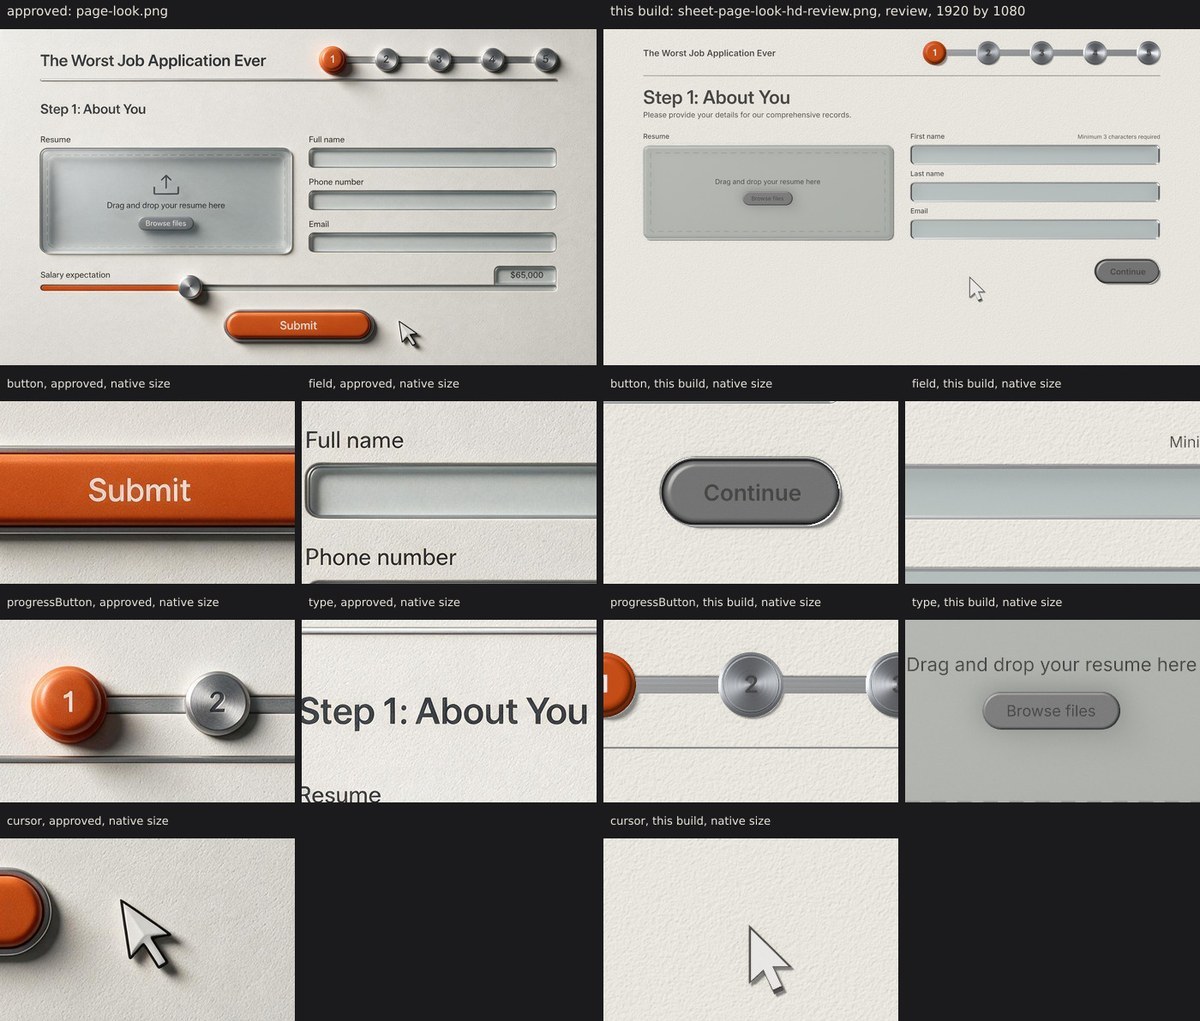 approved: page-look.png
this build: sheet-page-look-hd-review.png, review, 1920 by 1080
The Worst Job Application Ever
1 2 3 4 5
Step 1: About You
Resume
Drag and drop your resume here
Browse files
Full name
Phone number
Email
Salary expectation
$65,000
Submit
The Worst Job Application Ever
1
Step 1: About You
Please provide your details for our comprehensive records.
Resume
Drag and drop your resume here
Browse files
First name
Minimum 3 characters required
Last name
Email
Continue
button, approved, native size
field, approved, native size
button, this build, native size
field, this build, native size
Submit
Full name
Phone number
Continue
Mini
progressButton, approved, native size
type, approved, native size
progressButton, this build, native size
type, this build, native size
1 2
Step 1: About You
Resume
1 2 3
Drag and drop your resume here
Browse files
cursor, approved, native size
cursor, this build, native size